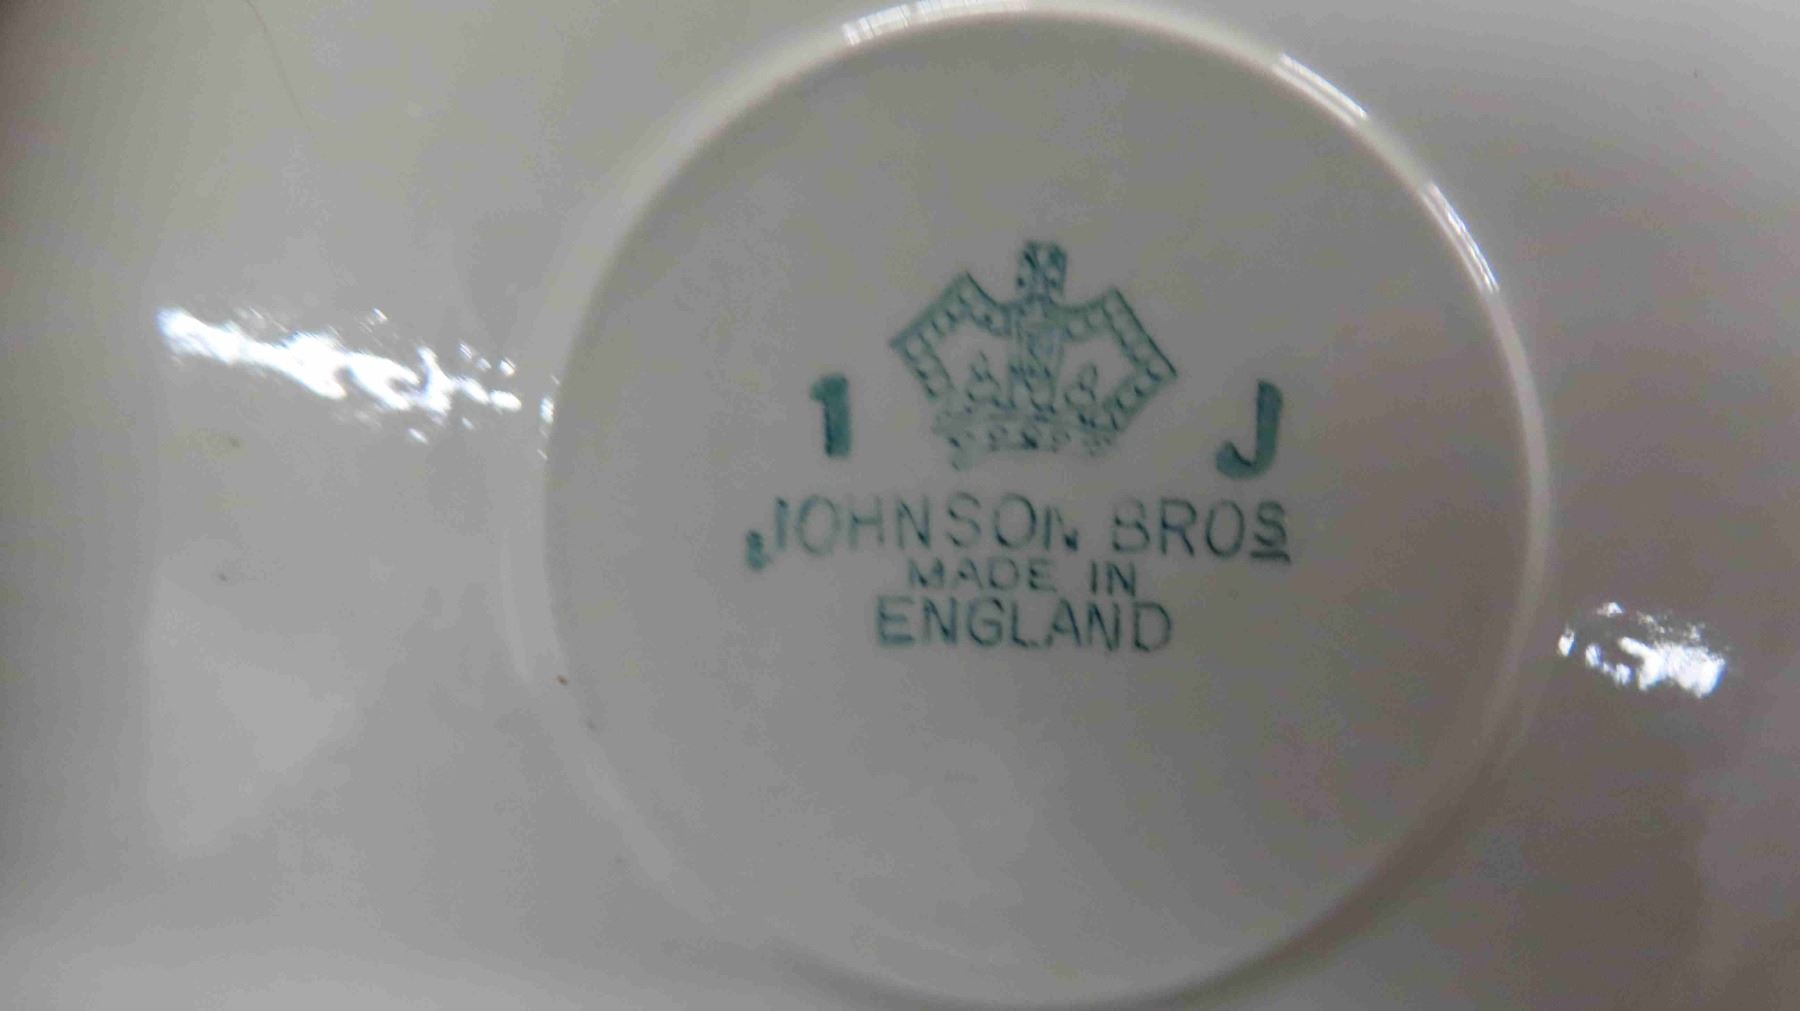 1 J
JOHNSON BROS
MADE IN
ENGLAND